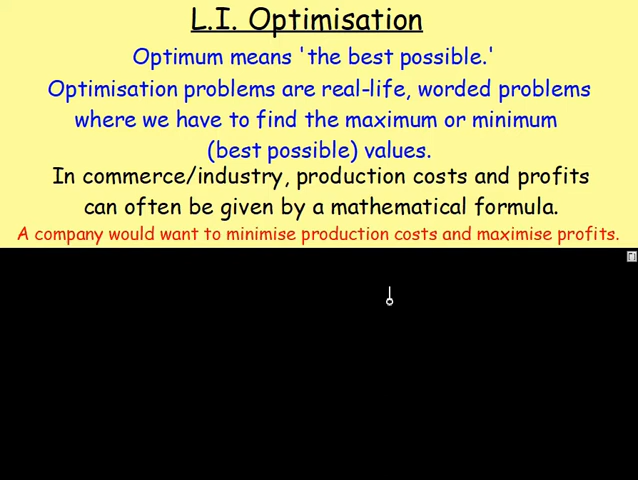 L.I. Optimisation
Optimum means 'the best possible.'
Optimisation problems are real-life, worded problems
where we have to find the maximum or minimum
(best possible) values.
In commerce/industry, production costs and profits
can often be given by a mathematical formula.
A company would want to minimise production costs and maximise profits.